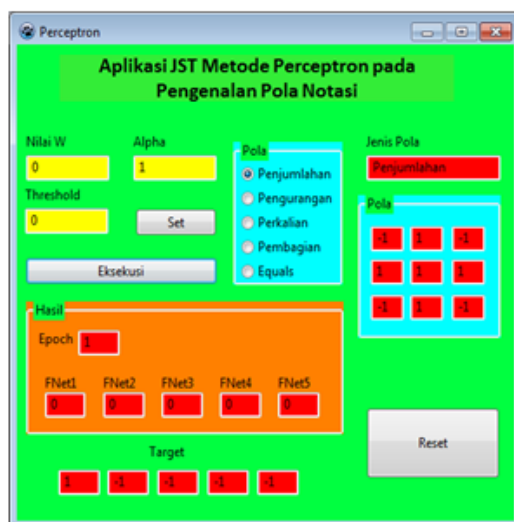 Perceptron
Aplikasi JST Metode Perceptron pada
Pengenalan Pola Notasi
Nilai W
Alpha
0
1
Threshold
0
Set
Eksekusi
Pola
Penjumlahan
Pengurangan
Perkalian
Pembagian
Equals
Jenis Pola
Penjumlahan
Pola
-1 1 -1
1 1 1
-1 1 -1
Hasil
Epoch 1
FNet1 FNet2 FNet3 FNet4 FNet5
0 0 0 0 0
Target
1 -1 -1 -1 -1
Reset